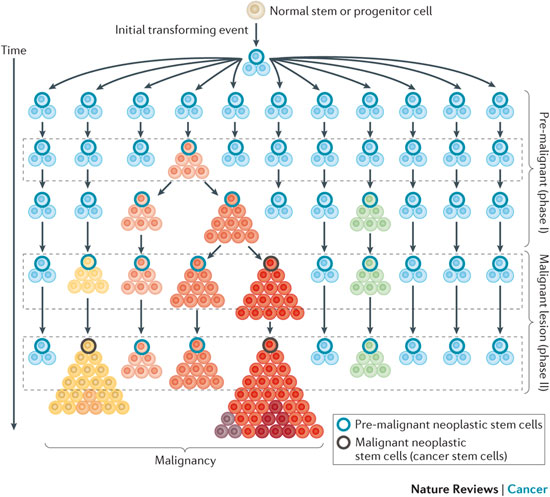 Normal stem or progenitor cell
Initial transforming event
Time
Pre-malignant (phase I)
Malignant lesion (phase II)
Malignancy
Pre-malignant neoplastic
stem cells
Malignant neoplastic
stem cells (cancer stem cells)
Nature Reviews | Cancer